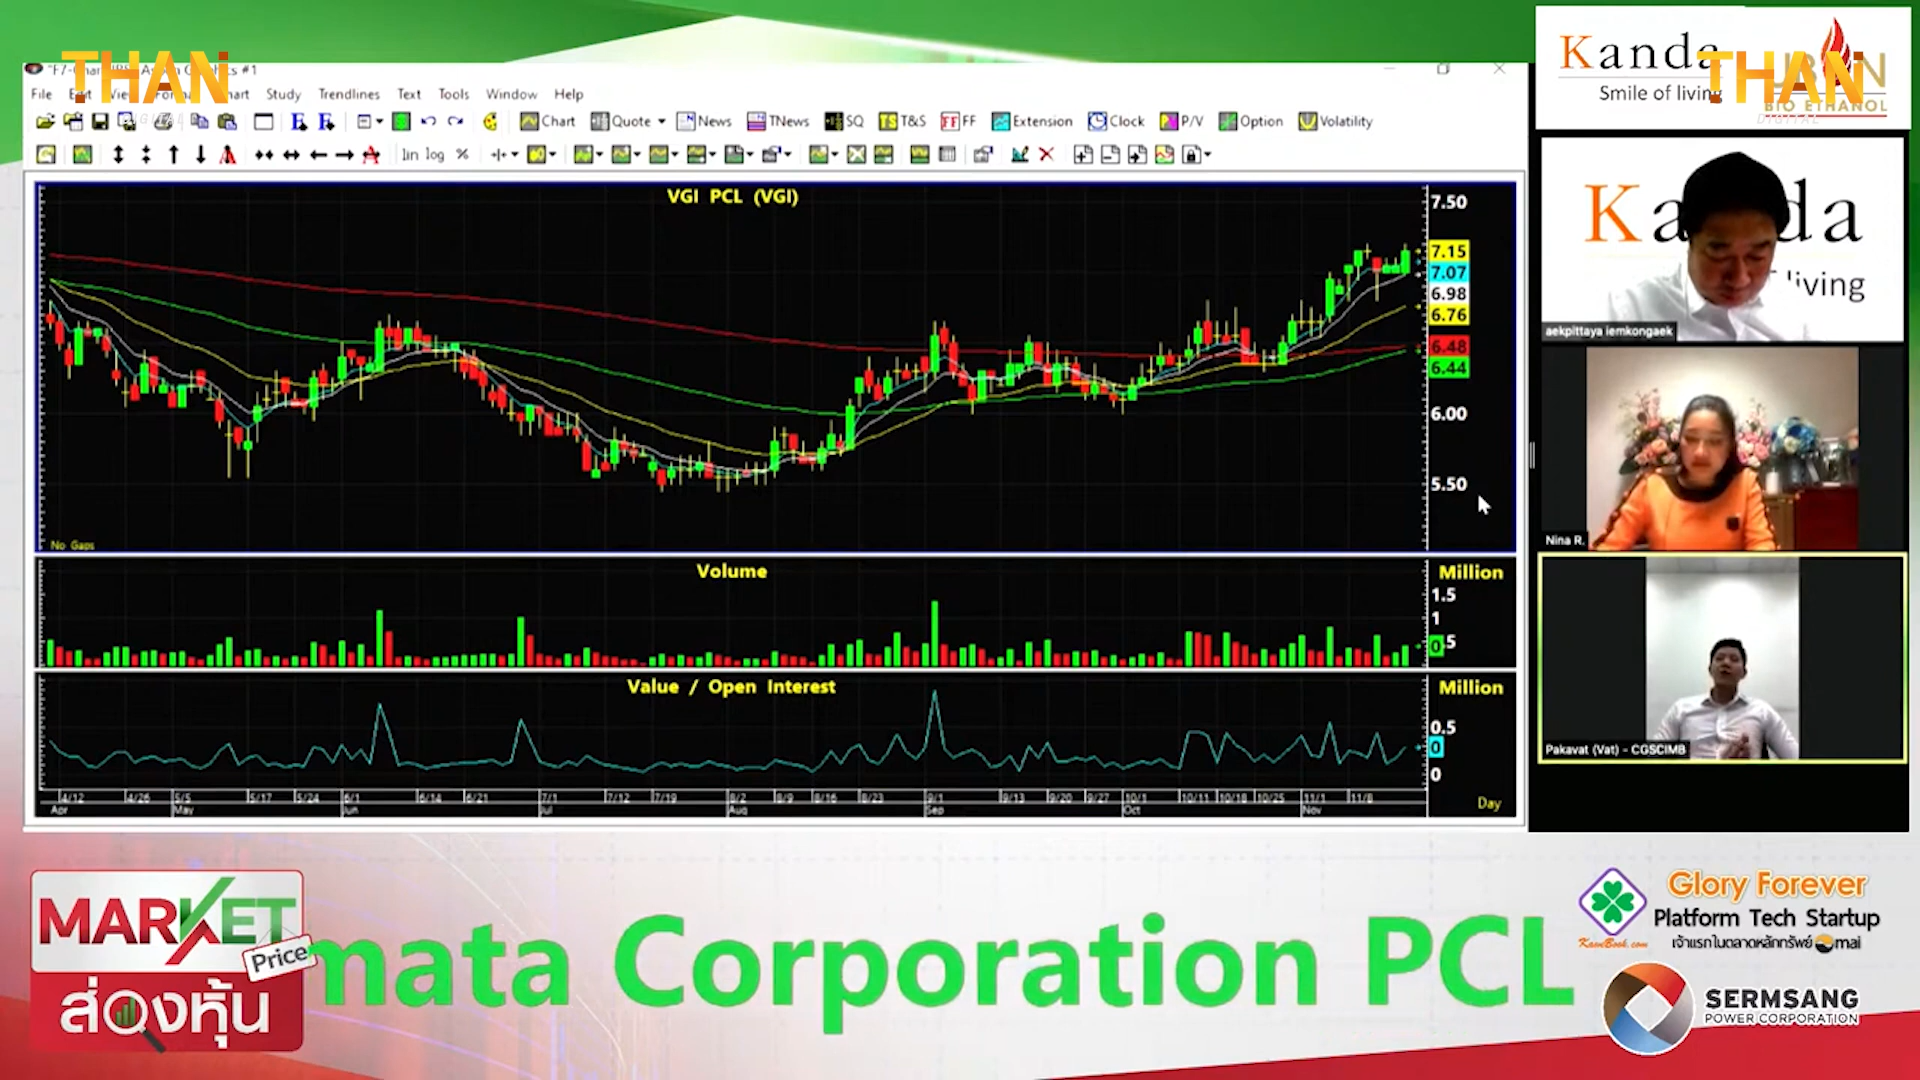 THAN
DIGITAL
File Edit View Format Chart Study Trendlines Text Tools Window Help
Chart Quote News TNews SQ T&S FF Extension Clock P/V Option Volatility
lin log %
VGI PCL (VGI)
7.50
7.15
7.07
6.98
6.76
6.48
6.44
6.00
5.50
No Gaps
Volume
Million
1.5
1
0.5
Value / Open Interest
Million
0.5
0
0
4/12 4/26 5/5 5/17 5/24 6/1 6/14 6/21 7/1 7/12 7/19 8/2 8/9 8/16 8/23 9/1 9/13 9/20 9/27 10/1 10/11 10/18 10/25 11/1 11/8
Apr May Jun Jul Aug Sep Oct Nov
Day
Kanda
Smile of living
THAN
BIO ETHANOL
DIGITAL
Kanda
living
aekpittaya iemkongaek
Nina R.
Pakavat (Vat) - CGSCIMB
MARKET
Price
ส่องหุ้น
mata Corporation PCL
Glory Forever
Platform Tech Startup
เจ้าแรกในตลาดหลักทรัพย์ mai
KaweBook.com
SERMSANG
POWER CORPORATION